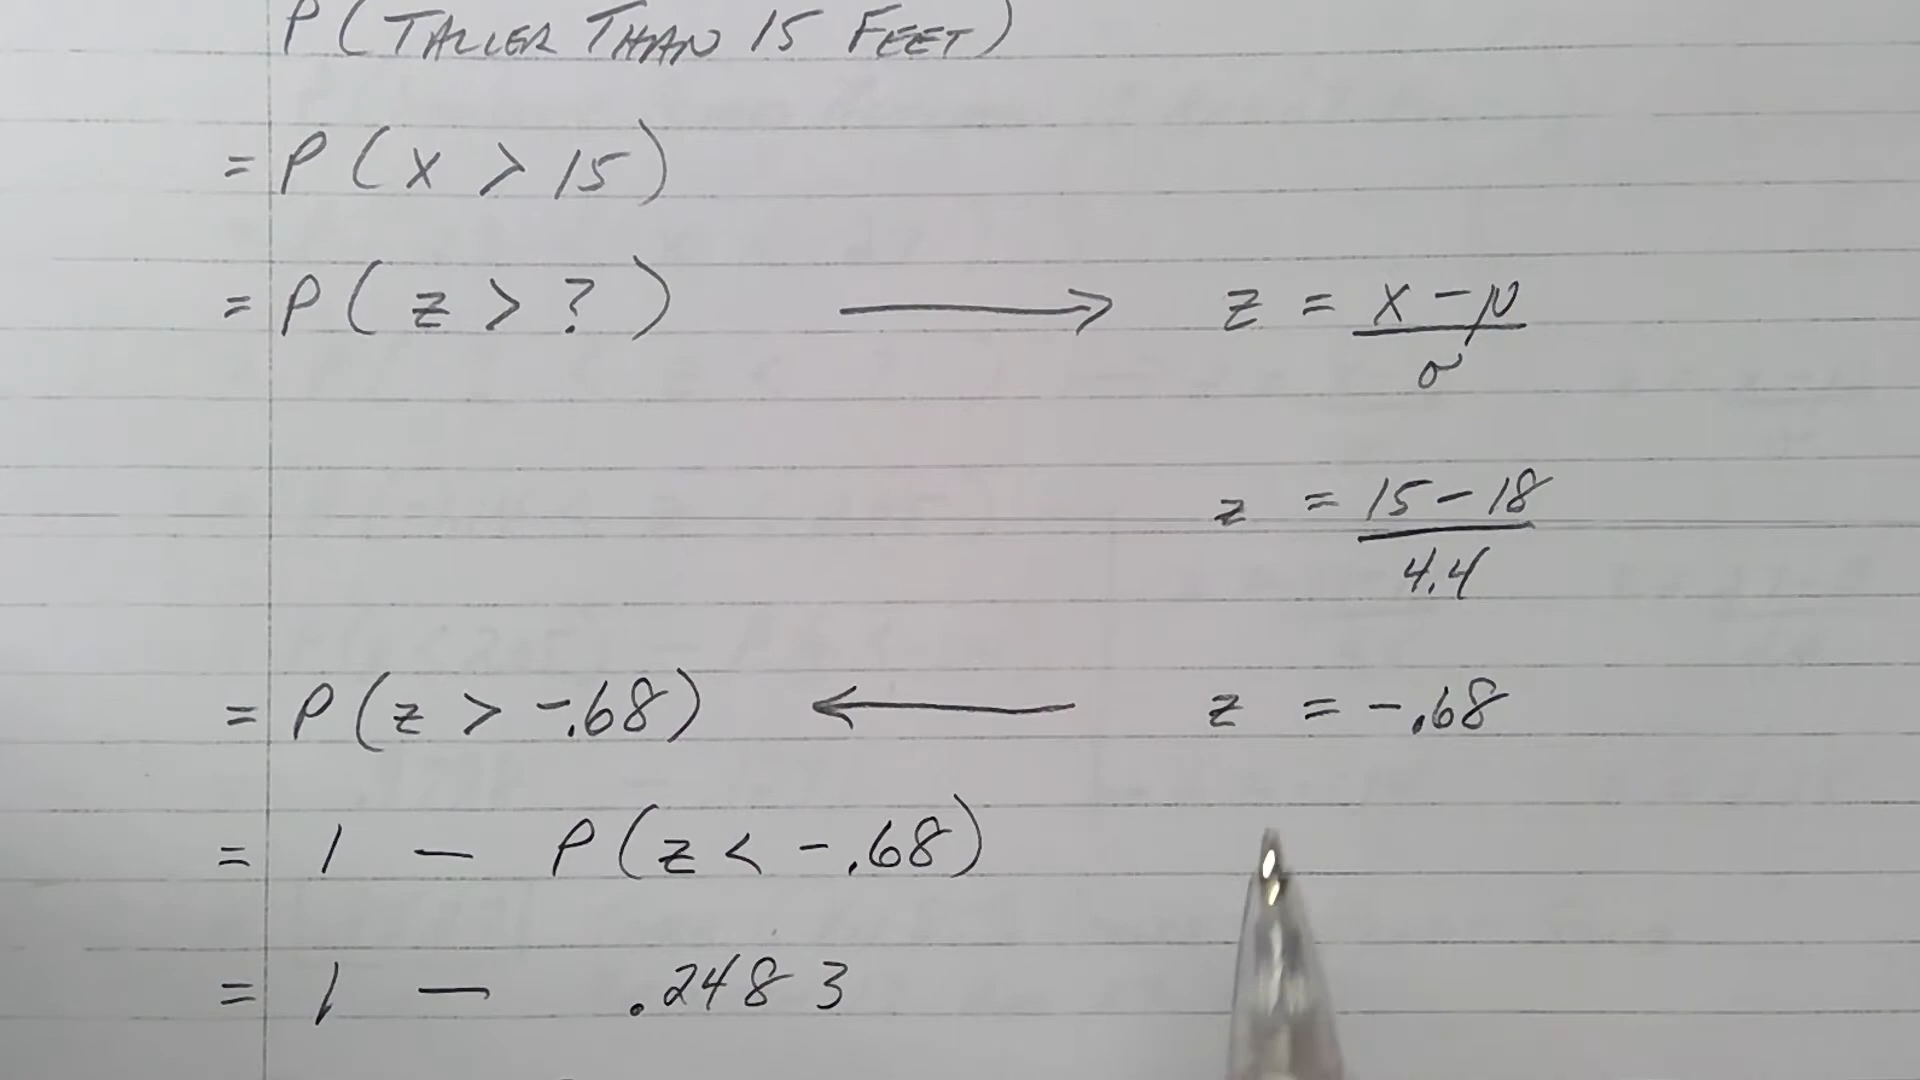 P(TALLER THAN 15 FEET)
= P(X > 15)
= P(z > ?) ⟶ z = (X - μ)/σ
z = (15 - 18)/4.4
= P(z > -.68) ⟵ z = -.68
= 1 - P(z < -.68)
= 1 - .2483